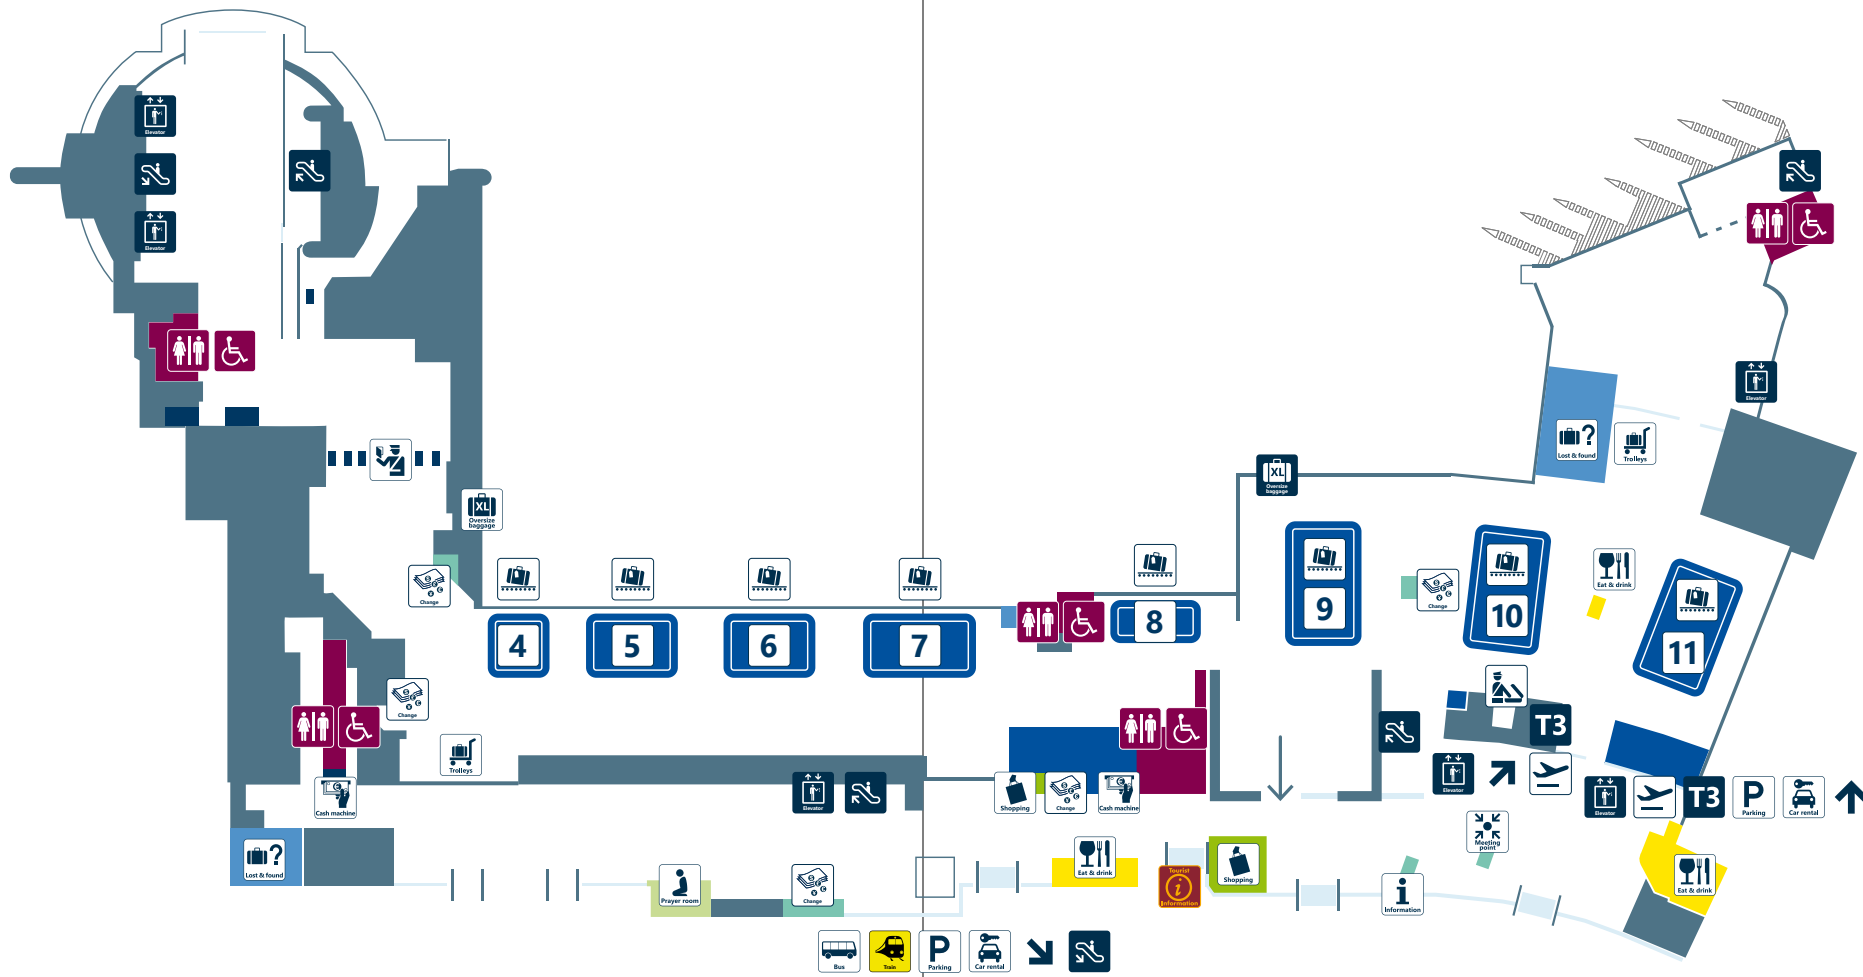 Elevator
Elevator
Elevator
Lost & found
Trolleys
XL
Oversize
baggage
XL
Oversize
baggage
Change
Change
Eat & drink
4
5
6
7
8
9
10
11
Change
Trolleys
T3
Cash machine
Elevator
Shopping
Change
Cash machine
Elevator
Elevator
T3
P
Parking
Car rental
Meeting
point
Lost & found
Eat & drink
Shopping
Eat & drink
Prayer room
Change
Tourist
i
Information
i
Information
Bus
Train
P
Parking
Car rental